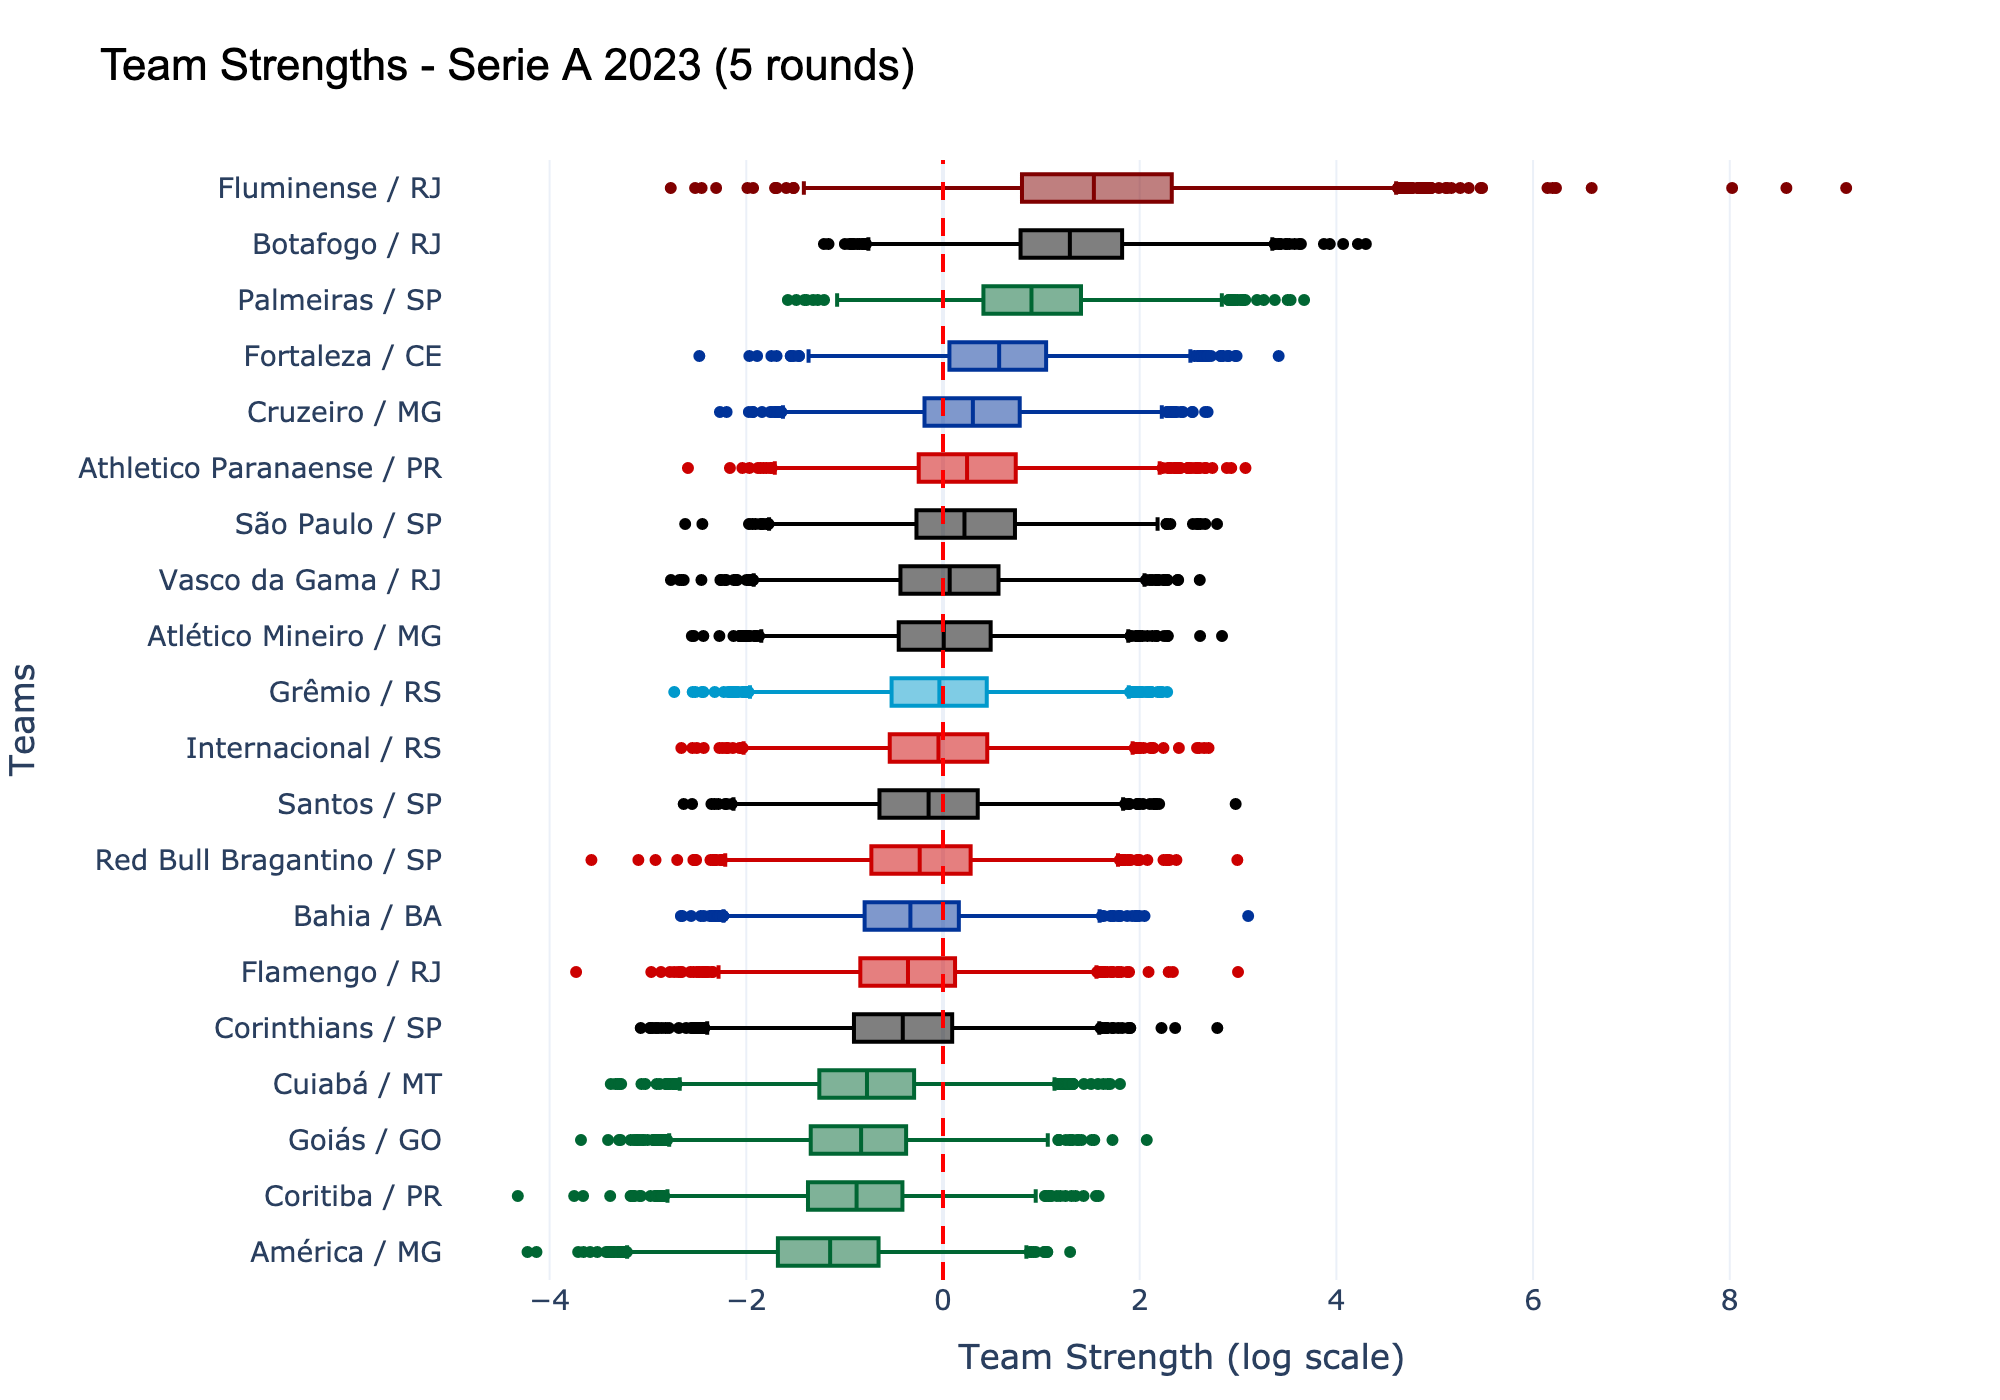 Team Strengths - Serie A 2023 (5 rounds)
Teams
Fluminense / RJ
Botafogo / RJ
Palmeiras / SP
Fortaleza / CE
Cruzeiro / MG
Athletico Paranaense / PR
São Paulo / SP
Vasco da Gama / RJ
Atlético Mineiro / MG
Grêmio / RS
Internacional / RS
Santos / SP
Red Bull Bragantino / SP
Bahia / BA
Flamengo / RJ
Corinthians / SP
Cuiabá / MT
Goiás / GO
Coritiba / PR
América / MG
−4 −2 0 2 4 6 8
Team Strength (log scale)